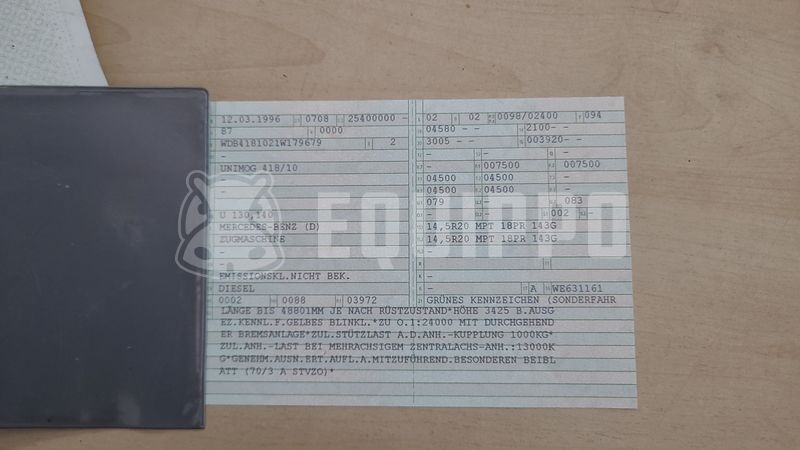 12.03.1996 0708 25400000 -
87 0000
WDB4181021W179679 2
-
UNIMOG 418/10
-
U 130,140
MERCEDES-BENZ (D)
ZUGMASCHINE
-
EMISSIONSKL.NICHT BEK.
DIESEL
0002 0088 03972
02 02 0098/02400 094
04580 - - 2100- -
3005 - - 003920- -
- - -
- 007500 007500
04500 04500 -
04500 04500 -
079 - 083
- - 002 -
14,5R20 MPT 18PR 143G
14,5R20 MPT 18PR 143G
-
-
-
- A WE631161
GRÜNES KENNZEICHEN (SONDERFAHR
LÄNGE BIS 48801MM JE NACH RÜSTZUSTAND*HÖHE 3425 B.AUSG
EZ.KENNL.F.GELBES BLINKL.*ZU O.1:24000 MIT DURCHGEHEND
ER BREMSANLAGE*ZUL.STÜTZLAST A.D.ANH.-KUPPLUNG 1000KG*
ZUL.ANH.-LAST BEI MEHRACHSIGEM ZENTRALACHS-ANH.:13000K
G*GENEHM.AUSN.ERT.AUFL.A.MITZUFÜHREND.BESONDEREN BEIBL
ATT (70/3 A STVZO)*
EQUIPPO